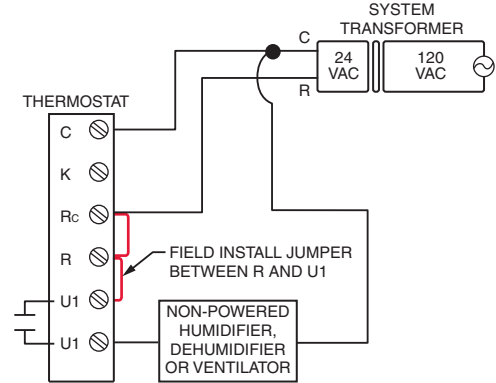 SYSTEM
TRANSFORMER
C
24
VAC
120
VAC
R
THERMOSTAT
C
K
Rc
R
FIELD INSTALL JUMPER
BETWEEN R AND U1
U1
U1
NON-POWERED
HUMIDIFIER,
DEHUMIDIFIER
OR VENTILATOR